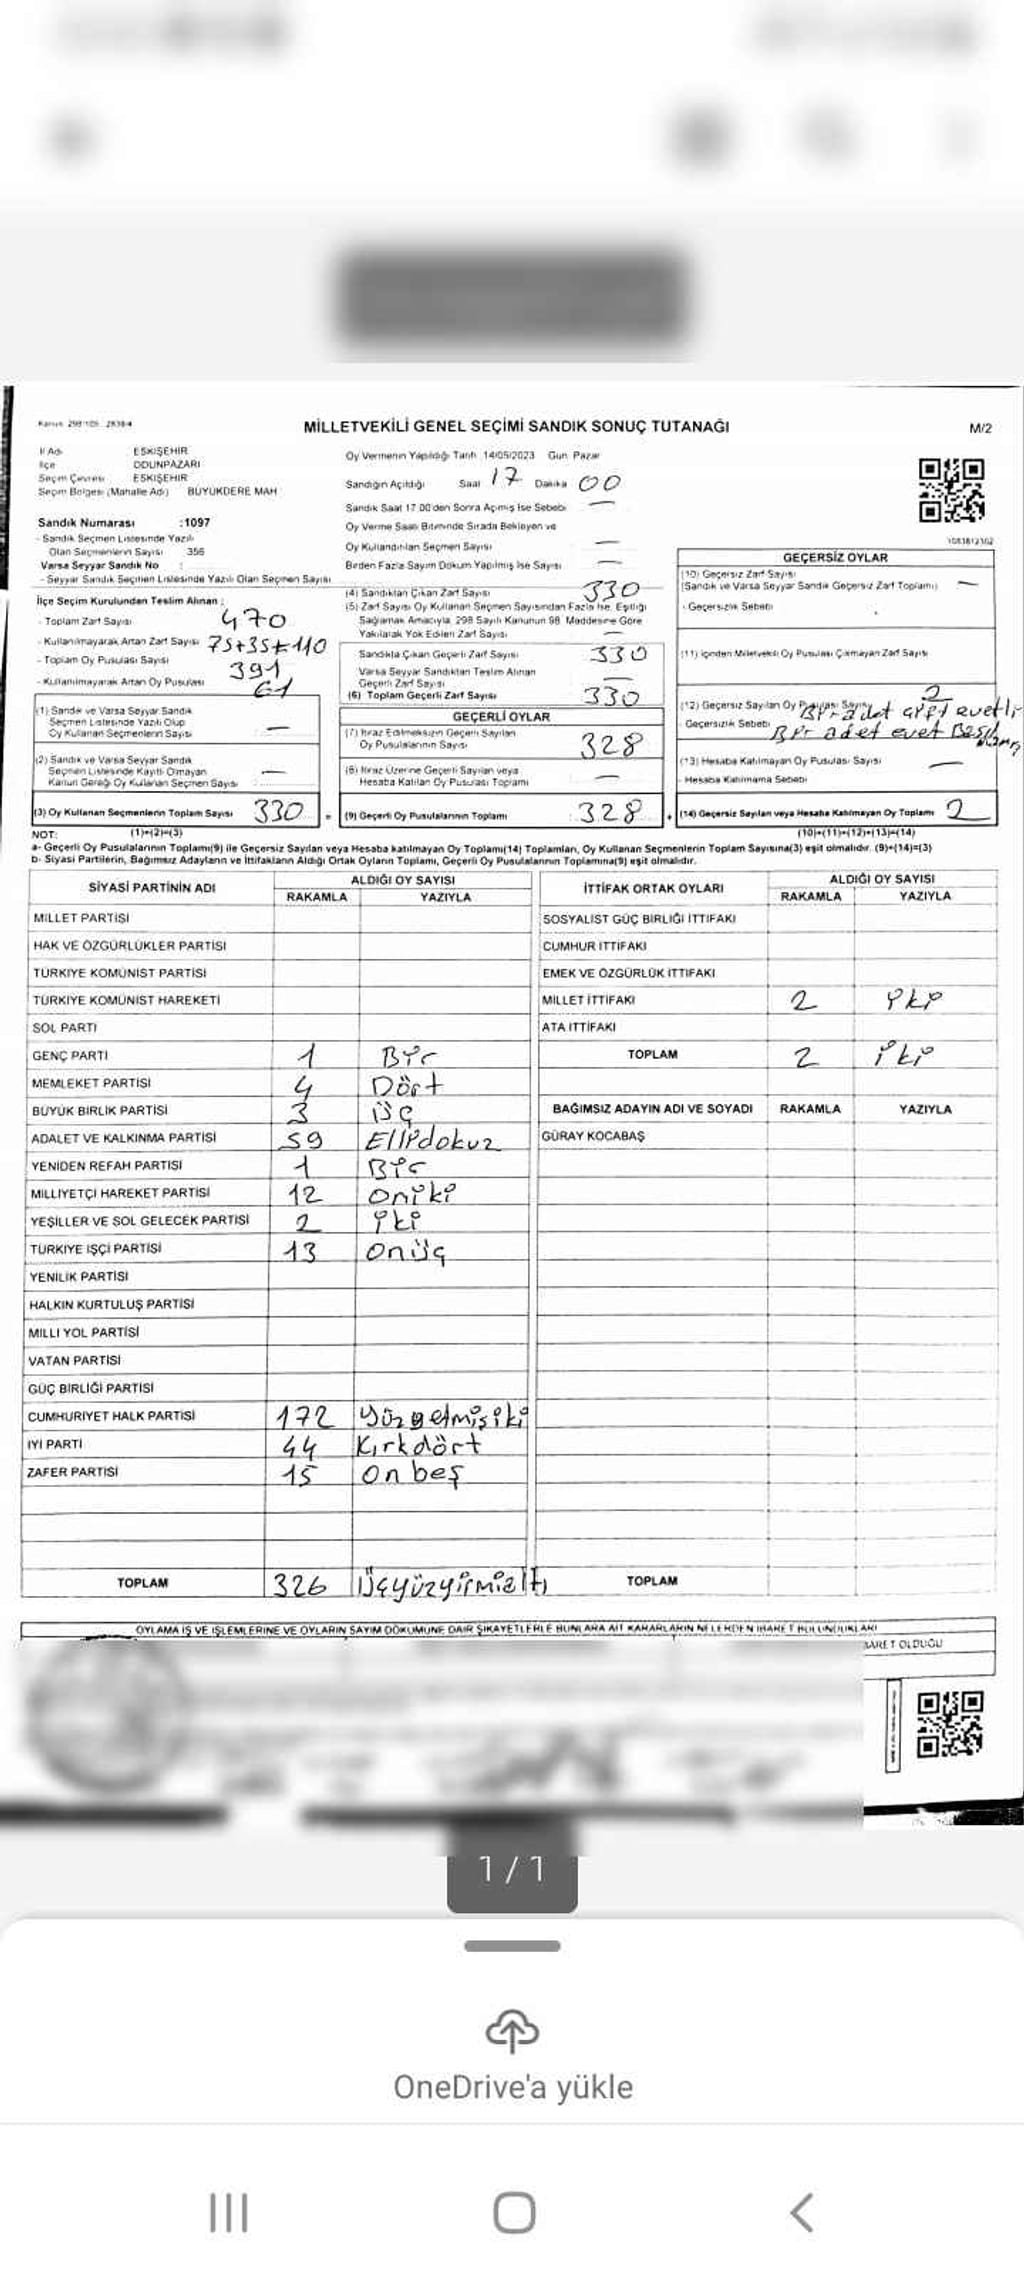 Kanun: 298/105 2839/4
MİLLETVEKİLİ GENEL SEÇİMİ SANDIK SONUÇ TUTANAĞI
M/2
İl Adı ESKİŞEHİR
İlçe ODUNPAZARI
Seçim Çevresi ESKİŞEHİR
Seçim Bölgesi (Mahalle Adı) BÜYÜKDERE MAH
Sandık Numarası :1097
- Sandık Seçmen Listesinde Yazılı
Olan Seçmenlerin Sayısı 356
Varsa Seyyar Sandık No :
- Seyyar Sandık Seçmen Listesinde Yazılı Olan Seçmen Sayısı
Oy Vermenin Yapıldığı Tarih 14/05/2023 Gün Pazar
Sandığın Açıldığı Saat 17 Dakika 00
Sandık Saat 17.00'den Sonra Açılmış İse Sebebi —
Oy Verme Saati Bitiminde Sırada Bekleyen ve
Oy Kullandırılan Seçmen Sayısı —
Birden Fazla Sayım Döküm Yapılmış İse Sayısı —
İlçe Seçim Kurulundan Teslim Alınan :
- Toplam Zarf Sayısı 470
- Kullanılmayarak Artan Zarf Sayısı 75+35=110
- Toplam Oy Pusulası Sayısı 391
- Kullanılmayarak Artan Oy Pusulası 61
(1) Sandık ve Varsa Seyyar Sandık
Seçmen Listesinde Yazılı Olup
Oy Kullanan Seçmenlerin Sayısı : —
(2) Sandık ve Varsa Seyyar Sandık
Seçmen Listesinde Kayıtlı Olmayan
Kanun Gereği Oy Kullanan Seçmen Sayısı : —
(3) Oy Kullanan Seçmenlerin Toplam Sayısı 330 =
(4) Sandıktan Çıkan Zarf Sayısı 330
(5) Zarf Sayısı Oy Kullanan Seçmen Sayısından Fazla İse, Eşitliği
Sağlamak Amacıyla, 298 Sayılı Kanunun 98. Maddesine Göre
Yakılarak Yok Edilen Zarf Sayısı —
Sandıkta Çıkan Geçerli Zarf Sayısı 330
Varsa Seyyar Sandıktan Teslim Alınan
Geçerli Zarf Sayısı —
(6) Toplam Geçerli Zarf Sayısı 330
GEÇERLİ OYLAR
(7) İtiraz Edilmeksizin Geçerli Sayılan
Oy Pusulalarının Sayısı 328
(8) İtiraz Üzerine Geçerli Sayılan veya
Hesaba Katılan Oy Pusulası Toplamı —
(9) Geçerli Oy Pusulalarının Toplamı : 328 +
1083812102
GEÇERSİZ OYLAR
(10) Geçersiz Zarf Sayısı
(Sandık ve Varsa Seyyar Sandık Geçersiz Zarf Toplamı) —
- Geçersizlik Sebebi
(11) İçinden Milletvekili Oy Pusulası Çıkmayan Zarf Sayısı
(12) Geçersiz Sayılan Oy Pusulası Sayısı 2
Bir adet çift evetli
- Geçersizlik Sebebi Bir adet evet
(13) Hesaba Katılmayan Oy Pusulası Sayısı —
- Hesaba Katılmama Sebebi
(14) Geçersiz Sayılan veya Hesaba Katılmayan Oy Toplamı 2
NOT: (1)+(2)=(3) (10)+(11)+(12)+(13)=(14)
a- Geçerli Oy Pusulalarının Toplamı(9) ile Geçersiz Sayılan veya Hesaba katılmayan Oy Toplamı(14) Toplamları, Oy Kullanan Seçmenlerin Toplam Sayısına(3) eşit olmalıdır. (9)+(14)=(3)
b- Siyasi Partilerin, Bağımsız Adayların ve İttifakların Aldığı Ortak Oyların Toplamı, Geçerli Oy Pusulalarının Toplamına(9) eşit olmalıdır.
SİYASİ PARTİNİN ADI ALDIĞI OY SAYISI
RAKAMLA YAZIYLA
MİLLET PARTİSİ
HAK VE ÖZGÜRLÜKLER PARTİSİ
TÜRKİYE KOMÜNİST PARTİSİ
TÜRKİYE KOMÜNİST HAREKETİ
SOL PARTİ
GENÇ PARTİ 1 Bir
MEMLEKET PARTİSİ 4 Dört
BÜYÜK BİRLİK PARTİSİ 3 üç
ADALET VE KALKINMA PARTİSİ 59 Ellidokuz
YENİDEN REFAH PARTİSİ 1 Bir
MİLLİYETÇİ HAREKET PARTİSİ 12 oniki
YEŞİLLER VE SOL GELECEK PARTİSİ 2 iki
TÜRKİYE İŞÇİ PARTİSİ 13 onüç
YENİLİK PARTİSİ
HALKIN KURTULUŞ PARTİSİ
MİLLİ YOL PARTİSİ
VATAN PARTİSİ
GÜÇ BİRLİĞİ PARTİSİ
CUMHURİYET HALK PARTİSİ 172 yüzyetmişiki
İYİ PARTİ 44 Kırkdört
ZAFER PARTİSİ 15 on beş
TOPLAM 326 üçyüzyirmialtı
İTTİFAK ORTAK OYLARI ALDIĞI OY SAYISI
RAKAMLA YAZIYLA
SOSYALİST GÜÇ BİRLİĞİ İTTİFAKI
CUMHUR İTTİFAKI
EMEK VE ÖZGÜRLÜK İTTİFAKI
MİLLET İTTİFAKI 2 iki
ATA İTTİFAKI
TOPLAM 2 iki
BAĞIMSIZ ADAYIN ADI VE SOYADI RAKAMLA YAZIYLA
GÜRAY KOCABAŞ
TOPLAM
OYLAMA İŞ VE İŞLEMLERİNE VE OYLARIN SAYIM DÖKÜMÜNE DAİR ŞİKAYETLERLE BUNLARA AİT KARARLARIN NELERDEN İBARET BULUNDUKLARI
OLDUĞU
1 / 1
OneDrive'a yükle